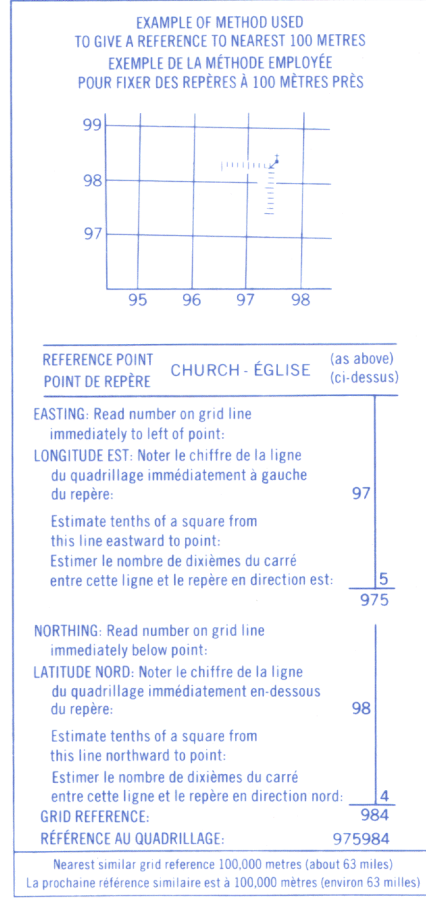 EXAMPLE OF METHOD USED
TO GIVE A REFERENCE TO NEAREST 100 METRES
EXEMPLE DE LA MÉTHODE EMPLOYÉE
POUR FIXER DES REPÈRES À 100 MÈTRES PRÈS
99
98
97
95 96 97 98
REFERENCE POINT
POINT DE REPÈRE
CHURCH - ÉGLISE
(as above)
(ci-dessus)
EASTING: Read number on grid line
immediately to left of point:
LONGITUDE EST: Noter le chiffre de la ligne
du quadrillage immédiatement à gauche
du repère: 97
Estimate tenths of a square from
this line eastward to point:
Estimer le nombre de dixièmes du carré
entre cette ligne et le repère en direction est: 5
975
NORTHING: Read number on grid line
immediately below point:
LATITUDE NORD: Noter le chiffre de la ligne
du quadrillage immédiatement en-dessous
du repère: 98
Estimate tenths of a square from
this line northward to point:
Estimer le nombre de dixièmes du carré
entre cette ligne et le repère en direction nord: 4
GRID REFERENCE: 984
RÉFÉRENCE AU QUADRILLAGE: 975984
Nearest similar grid reference 100,000 metres (about 63 miles)
La prochaine référence similaire est à 100,000 mètres (environ 63 milles)